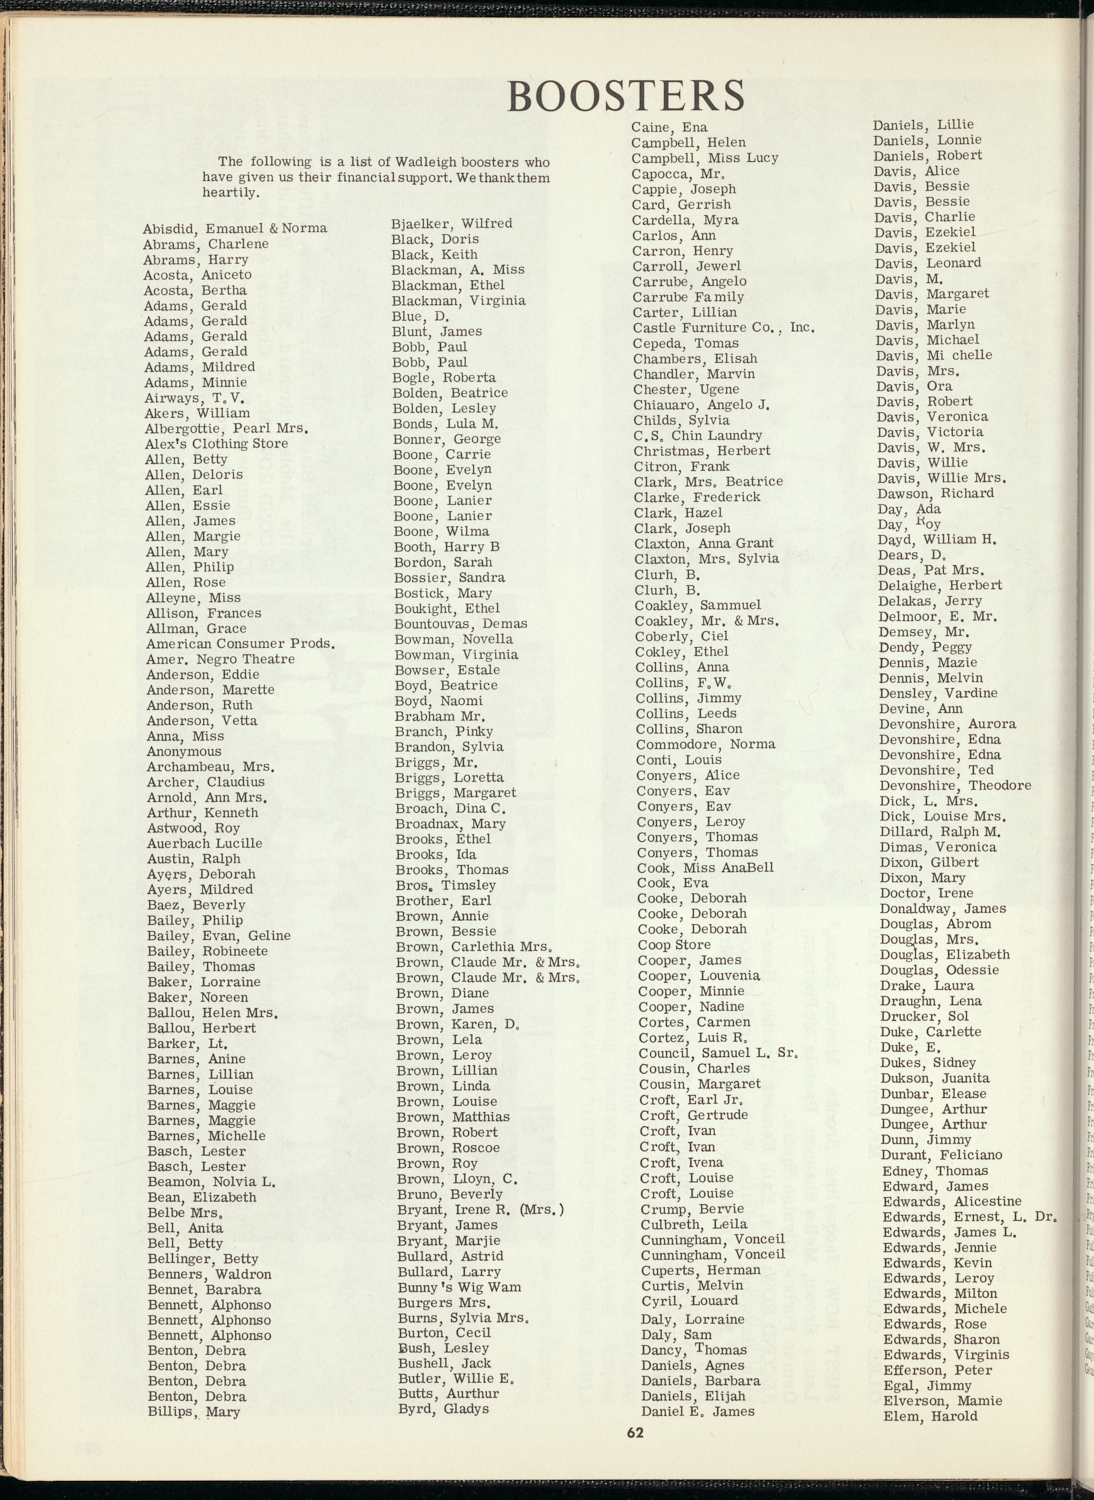 BOOSTERS
The following is a list of Wadleigh boosters who
have given us their financial support. We thank them
heartily.
Abisdid, Emanuel & Norma
Abrams, Charlene
Abrams, Harry
Acosta, Aniceto
Acosta, Bertha
Adams, Gerald
Adams, Gerald
Adams, Gerald
Adams, Gerald
Adams, Mildred
Adams, Minnie
Airways, T.V.
Akers, William
Albergottie, Pearl Mrs.
Alex's Clothing Store
Allen, Betty
Allen, Deloris
Allen, Earl
Allen, Essie
Allen, James
Allen, Margie
Allen, Mary
Allen, Philip
Allen, Rose
Alleyne, Miss
Allison, Frances
Allman, Grace
American Consumer Prods.
Amer. Negro Theatre
Anderson, Eddie
Anderson, Marette
Anderson, Ruth
Anderson, Vetta
Anna, Miss
Anonymous
Archambeau, Mrs.
Archer, Claudius
Arnold, Ann Mrs.
Arthur, Kenneth
Astwood, Roy
Auerbach Lucille
Austin, Ralph
Ayers, Deborah
Ayers, Mildred
Baez, Beverly
Bailey, Philip
Bailey, Evan, Geline
Bailey, Robineete
Bailey, Thomas
Baker, Lorraine
Baker, Noreen
Ballou, Helen Mrs.
Ballou, Herbert
Barker, Lt.
Barnes, Anine
Barnes, Lillian
Barnes, Louise
Barnes, Maggie
Barnes, Maggie
Barnes, Michelle
Basch, Lester
Basch, Lester
Beamon, Nolvia L.
Bean, Elizabeth
Belbe Mrs.
Bell, Anita
Bell, Betty
Bellinger, Betty
Benners, Waldron
Bennet, Barabra
Bennett, Alphonso
Bennett, Alphonso
Bennett, Alphonso
Benton, Debra
Benton, Debra
Benton, Debra
Benton, Debra
Billips, Mary
Bjaelker, Wilfred
Black, Doris
Black, Keith
Blackman, A. Miss
Blackman, Ethel
Blackman, Virginia
Blue, D.
Blunt, James
Bobb, Paul
Bobb, Paul
Bogle, Roberta
Bolden, Beatrice
Bolden, Lesley
Bonds, Lula M.
Bonner, George
Boone, Carrie
Boone, Evelyn
Boone, Evelyn
Boone, Lanier
Boone, Lanier
Boone, Wilma
Booth, Harry B
Bordon, Sarah
Bossier, Sandra
Bostick, Mary
Boukight, Ethel
Bountouvas, Demas
Bowman, Novella
Bowman, Virginia
Bowser, Estale
Boyd, Beatrice
Boyd, Naomi
Brabham Mr.
Branch, Pinky
Brandon, Sylvia
Briggs, Mr.
Briggs, Loretta
Briggs, Margaret
Broach, Dina C.
Broadnax, Mary
Brooks, Ethel
Brooks, Ida
Brooks, Thomas
Bros. Timsley
Brother, Earl
Brown, Annie
Brown, Bessie
Brown, Carlethia Mrs.
Brown, Claude Mr. & Mrs.
Brown, Claude Mr. & Mrs.
Brown, Diane
Brown, James
Brown, Karen, D.
Brown, Lela
Brown, Leroy
Brown, Lillian
Brown, Linda
Brown, Louise
Brown, Matthias
Brown, Robert
Brown, Roscoe
Brown, Roy
Brown, Lloyn, C.
Bruno, Beverly
Bryant, Irene R. (Mrs.)
Bryant, James
Bryant, Marjie
Bullard, Astrid
Bullard, Larry
Bunny's Wig Wam
Burgers Mrs.
Burns, Sylvia Mrs.
Burton, Cecil
Bush, Lesley
Bushell, Jack
Butler, Willie E.
Butts, Aurthur
Byrd, Gladys
Caine, Ena
Campbell, Helen
Campbell, Miss Lucy
Capocca, Mr.
Cappie, Joseph
Card, Gerrish
Cardella, Myra
Carlos, Ann
Carron, Henry
Carroll, Jewerl
Carrube, Angelo
Carrube Family
Carter, Lillian
Castle Furniture Co., Inc.
Cepeda, Tomas
Chambers, Elisah
Chandler, Marvin
Chester, Ugene
Chiauaro, Angelo J.
Childs, Sylvia
C.S. Chin Laundry
Christmas, Herbert
Citron, Frank
Clark, Mrs. Beatrice
Clarke, Frederick
Clark, Hazel
Clark, Joseph
Claxton, Anna Grant
Claxton, Mrs. Sylvia
Clurh, B.
Clurh, B.
Coakley, Sammuel
Coakley, Mr. & Mrs.
Coberly, Ciel
Cokley, Ethel
Collins, Anna
Collins, F.W.
Collins, Jimmy
Collins, Leeds
Collins, Sharon
Commodore, Norma
Conti, Louis
Conyers, Alice
Conyers, Eav
Conyers, Eav
Conyers, Leroy
Conyers, Thomas
Conyers, Thomas
Cook, Miss AnaBell
Cook, Eva
Cooke, Deborah
Cooke, Deborah
Cooke, Deborah
Coop Store
Cooper, James
Cooper, Louvenia
Cooper, Minnie
Cooper, Nadine
Cortes, Carmen
Cortez, Luis R.
Council, Samuel L. Sr.
Cousin, Charles
Cousin, Margaret
Croft, Earl Jr.
Croft, Gertrude
Croft, Ivan
Croft, Ivan
Croft, Ivena
Croft, Louise
Croft, Louise
Crump, Bervie
Culbreth, Leila
Cunningham, Vonceil
Cunningham, Vonceil
Cuperts, Herman
Curtis, Melvin
Cyril, Louard
Daly, Lorraine
Daly, Sam
Dancy, Thomas
Daniels, Agnes
Daniels, Barbara
Daniels, Elijah
Daniel E. James
Daniels, Lillie
Daniels, Lonnie
Daniels, Robert
Davis, Alice
Davis, Bessie
Davis, Bessie
Davis, Charlie
Davis, Ezekiel
Davis, Ezekiel
Davis, Leonard
Davis, M.
Davis, Margaret
Davis, Marie
Davis, Marlyn
Davis, Michael
Davis, Mi chelle
Davis, Mrs.
Davis, Ora
Davis, Robert
Davis, Veronica
Davis, Victoria
Davis, W. Mrs.
Davis, Willie
Davis, Willie Mrs.
Dawson, Richard
Day, Ada
Day, Roy
Dayd, William H.
Dears, D.
Deas, Pat Mrs.
Delaighe, Herbert
Delakas, Jerry
Delmoor, E. Mr.
Demsey, Mr.
Dendy, Peggy
Dennis, Mazie
Dennis, Melvin
Densley, Vardine
Devine, Ann
Devonshire, Aurora
Devonshire, Edna
Devonshire, Edna
Devonshire, Ted
Devonshire, Theodore
Dick, L. Mrs.
Dick, Louise Mrs.
Dillard, Ralph M.
Dimas, Veronica
Dixon, Gilbert
Dixon, Mary
Doctor, Irene
Donaldway, James
Douglas, Abrom
Douglas, Mrs.
Douglas, Elizabeth
Douglas, Odessie
Drake, Laura
Draughn, Lena
Drucker, Sol
Duke, Carlette
Duke, E.
Dukes, Sidney
Dukson, Juanita
Dunbar, Elease
Dungee, Arthur
Dungee, Arthur
Dunn, Jimmy
Durant, Feliciano
Edney, Thomas
Edward, James
Edwards, Alicestine
Edwards, Ernest, L. Dr.
Edwards, James L.
Edwards, Jennie
Edwards, Kevin
Edwards, Leroy
Edwards, Milton
Edwards, Michele
Edwards, Rose
Edwards, Sharon
Edwards, Virginis
Efferson, Peter
Egal, Jimmy
Elverson, Mamie
Elem, Harold
62